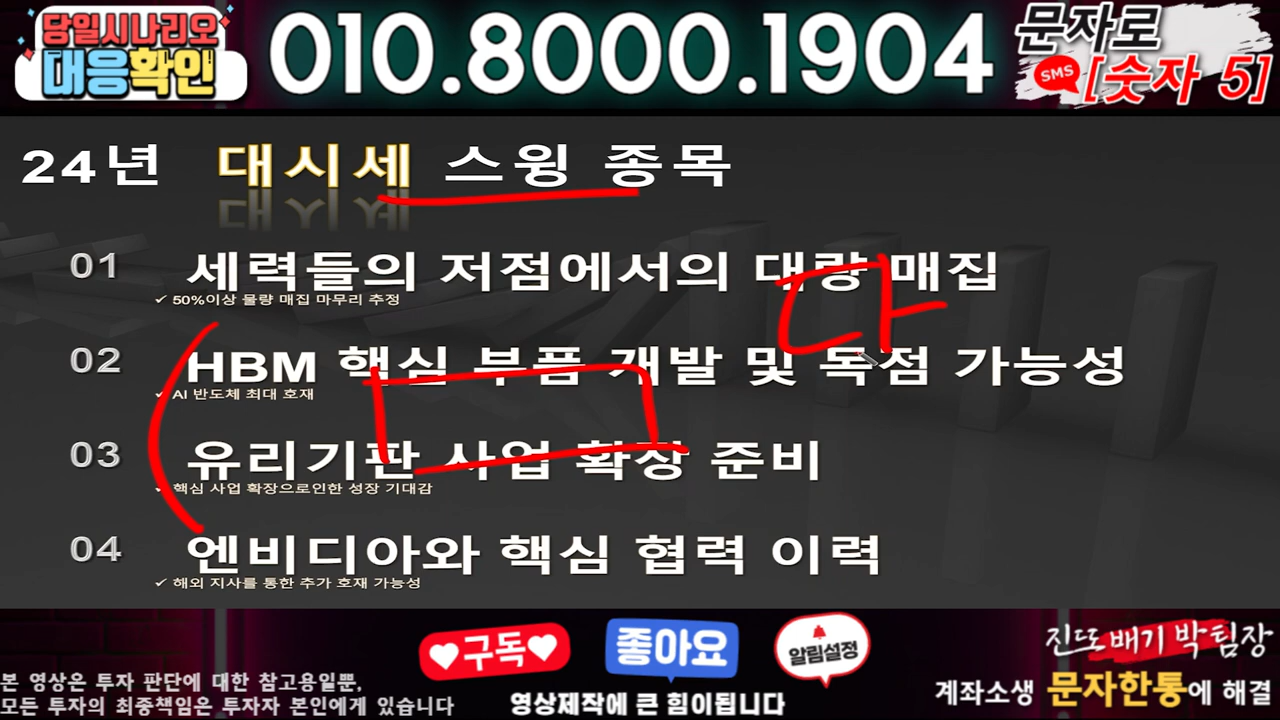 당일시나리오
대응확인
010.8000.1904
문자로
SMS
[숫자 5]
24년 대시세 스윙 종목
01 세력들의 저점에서의 대량 매집
✓ 50%이상 물량 매집 마무리 추정
다
02 HBM 핵심 부품 개발 및 독점 가능성
✓ AI 반도체 최대 호재
03 유리기판 사업 확장 준비
✓ 핵심 사업 확장으로인한 성장 기대감
04 엔비디아와 핵심 협력 이력
✓ 해외 지사를 통한 추가 호재 가능성
구독
좋아요
알림설정
진또배기 박팀장
본 영상은 투자 판단에 대한 참고용일뿐,
모든 투자의 최종책임은 투자자 본인에게 있습니다
영상제작에 큰 힘이됩니다
계좌소생 문자한통에 해결